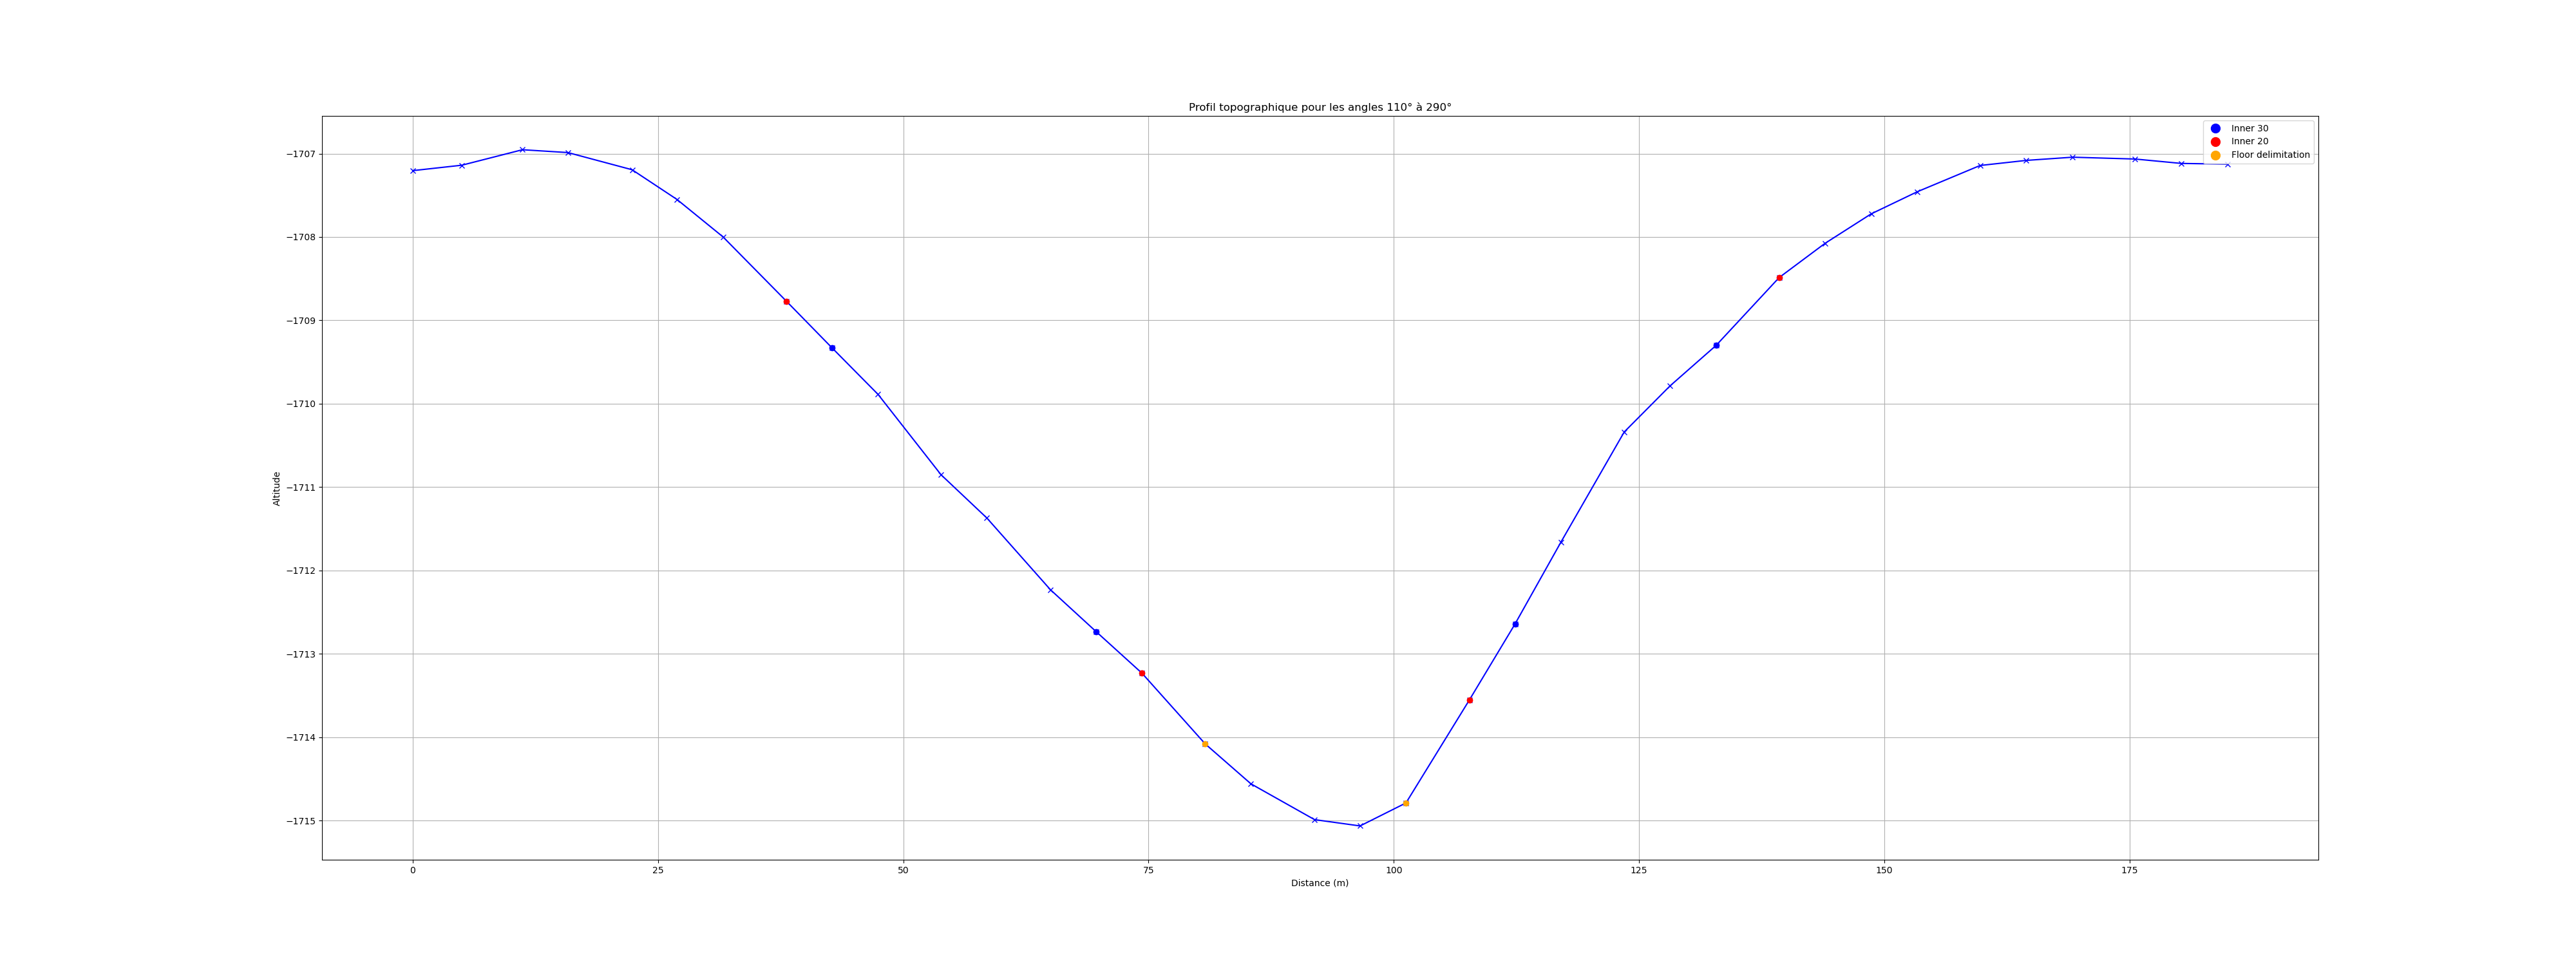 Profil topographique pour les angles 110° à 290°
Inner 30
Inner 20
Floor delimitation
Altitude
−1707
−1708
−1709
−1710
−1711
−1712
−1713
−1714
−1715
0 25 50 75 100 125 150 175
Distance (m)